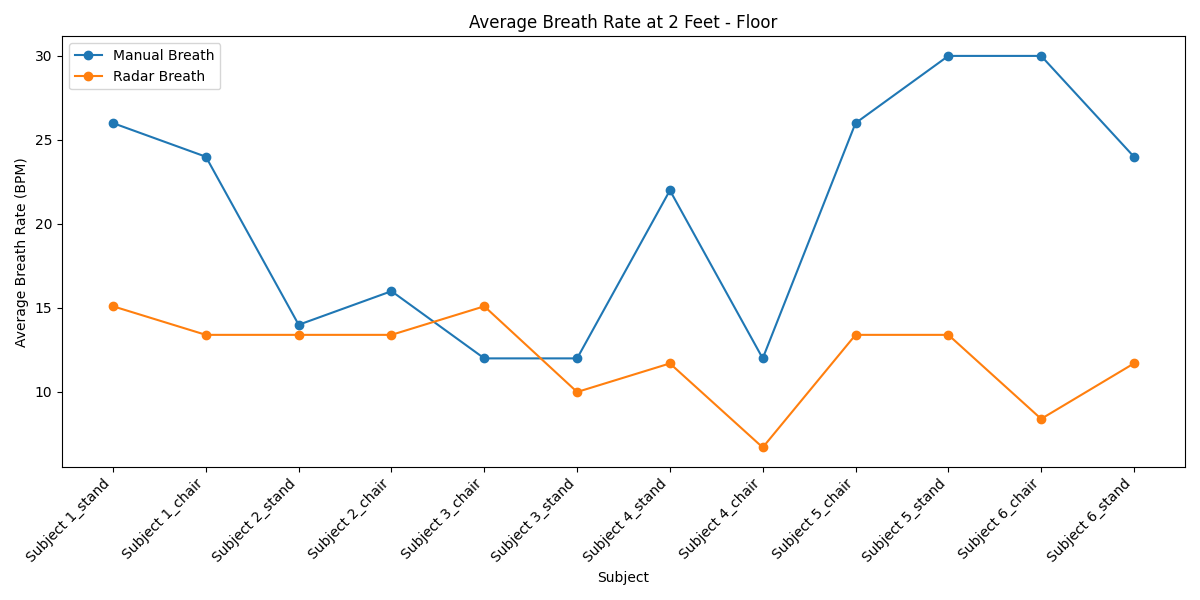 Average Breath Rate at 2 Feet - Floor
Manual Breath
Radar Breath
30
25
20
15
10
Average Breath Rate (BPM)
Subject 1_stand
Subject 1_chair
Subject 2_stand
Subject 2_chair
Subject 3_chair
Subject 3_stand
Subject 4_stand
Subject 4_chair
Subject 5_chair
Subject 5_stand
Subject 6_chair
Subject 6_stand
Subject